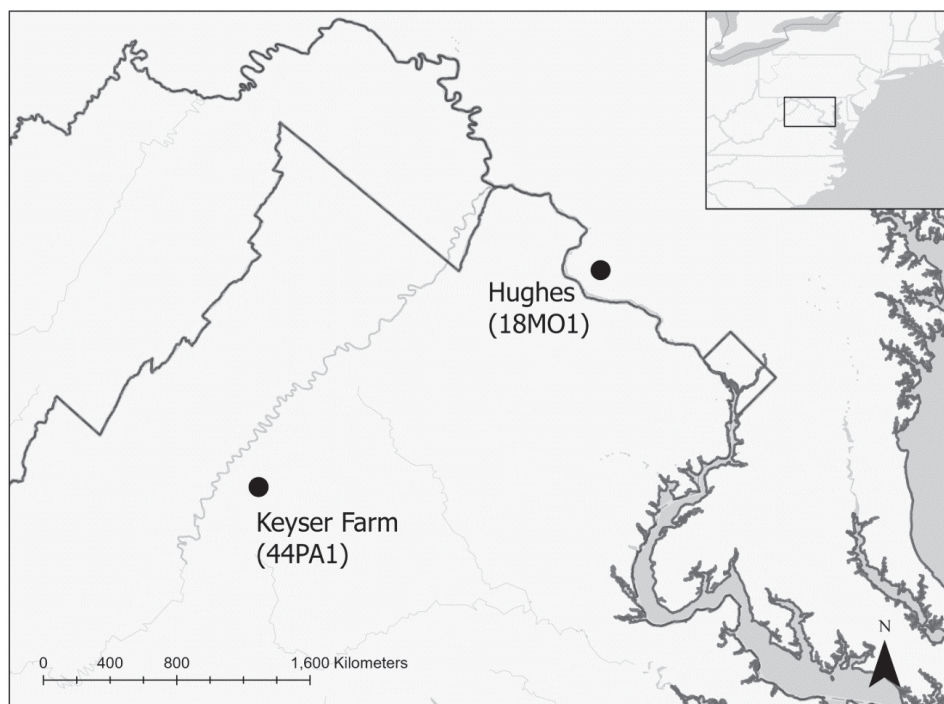 Hughes
(18MO1)
Keyser Farm
(44PA1)
N
0 400 800 1,600 Kilometers